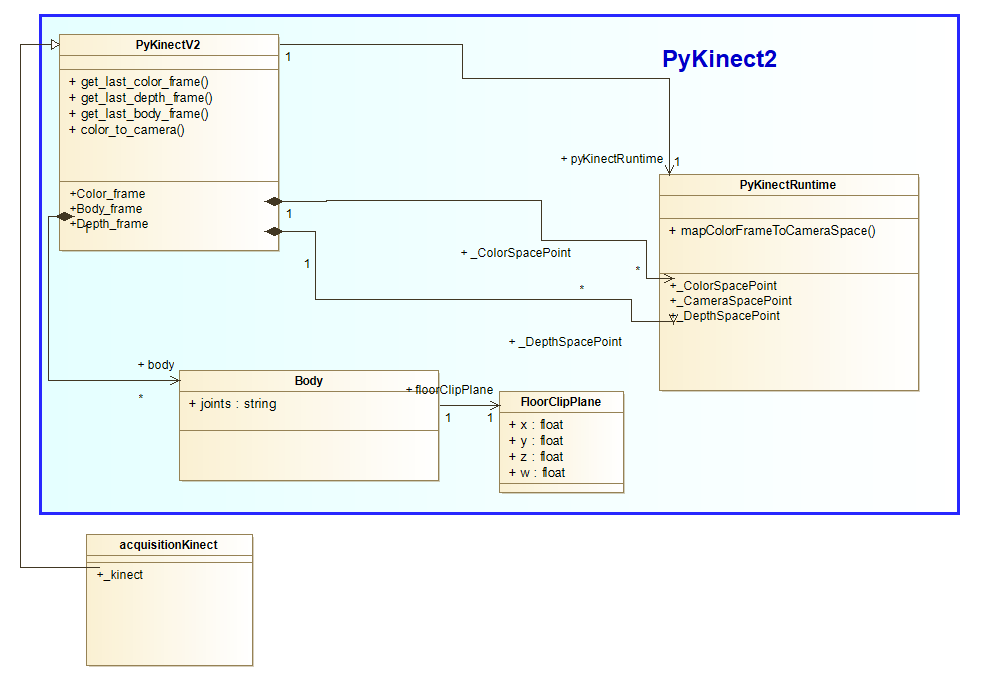 PyKinect2
PyKinectV2
+ get_last_color_frame()
+ get_last_depth_frame()
+ get_last_body_frame()
+ color_to_camera()
+Color_frame
+Body_frame
+Depth_frame
1
1
1
1
+ pyKinectRuntime
1
PyKinectRuntime
+ mapColorFrameToCameraSpace()
+_ColorSpacePoint
+_CameraSpacePoint
+_DepthSpacePoint
+ _ColorSpacePoint
*
*
+ _DepthSpacePoint
+ body
*
Body
+ joints : string
+ floorClipPlane
1
1
FloorClipPlane
+ x : float
+ y : float
+ z : float
+ w : float
acquisitionKinect
+_kinect